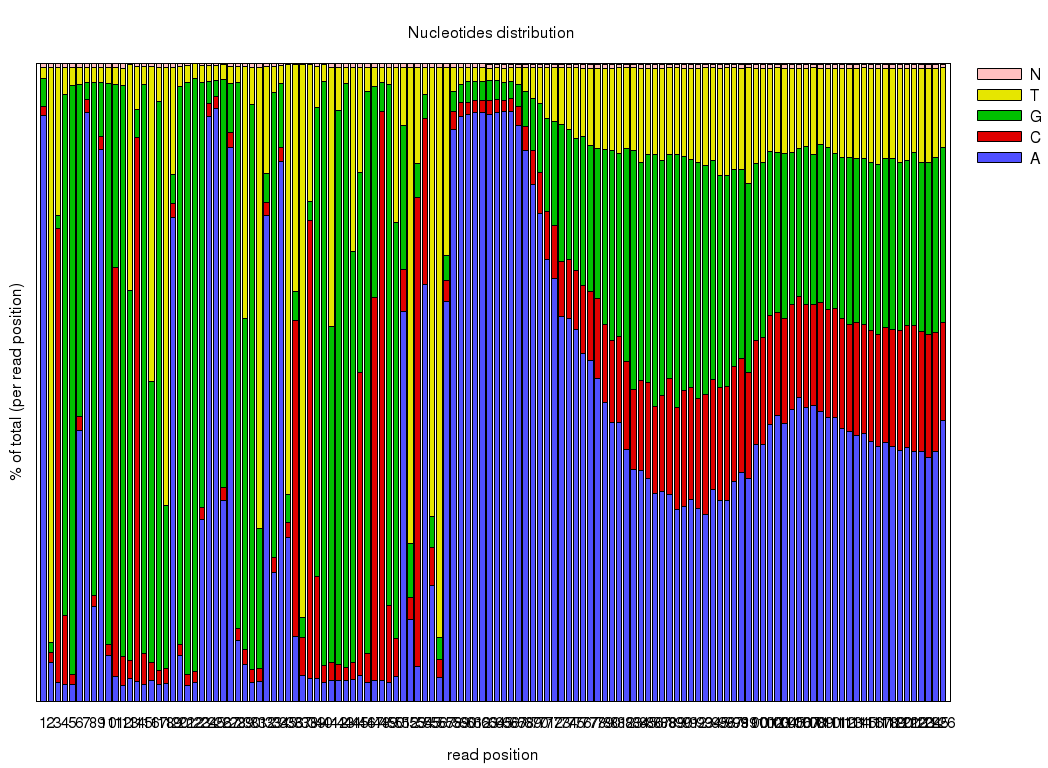 Nucleotides distribution
N
T
G
C
A
% of total (per read position)
read position